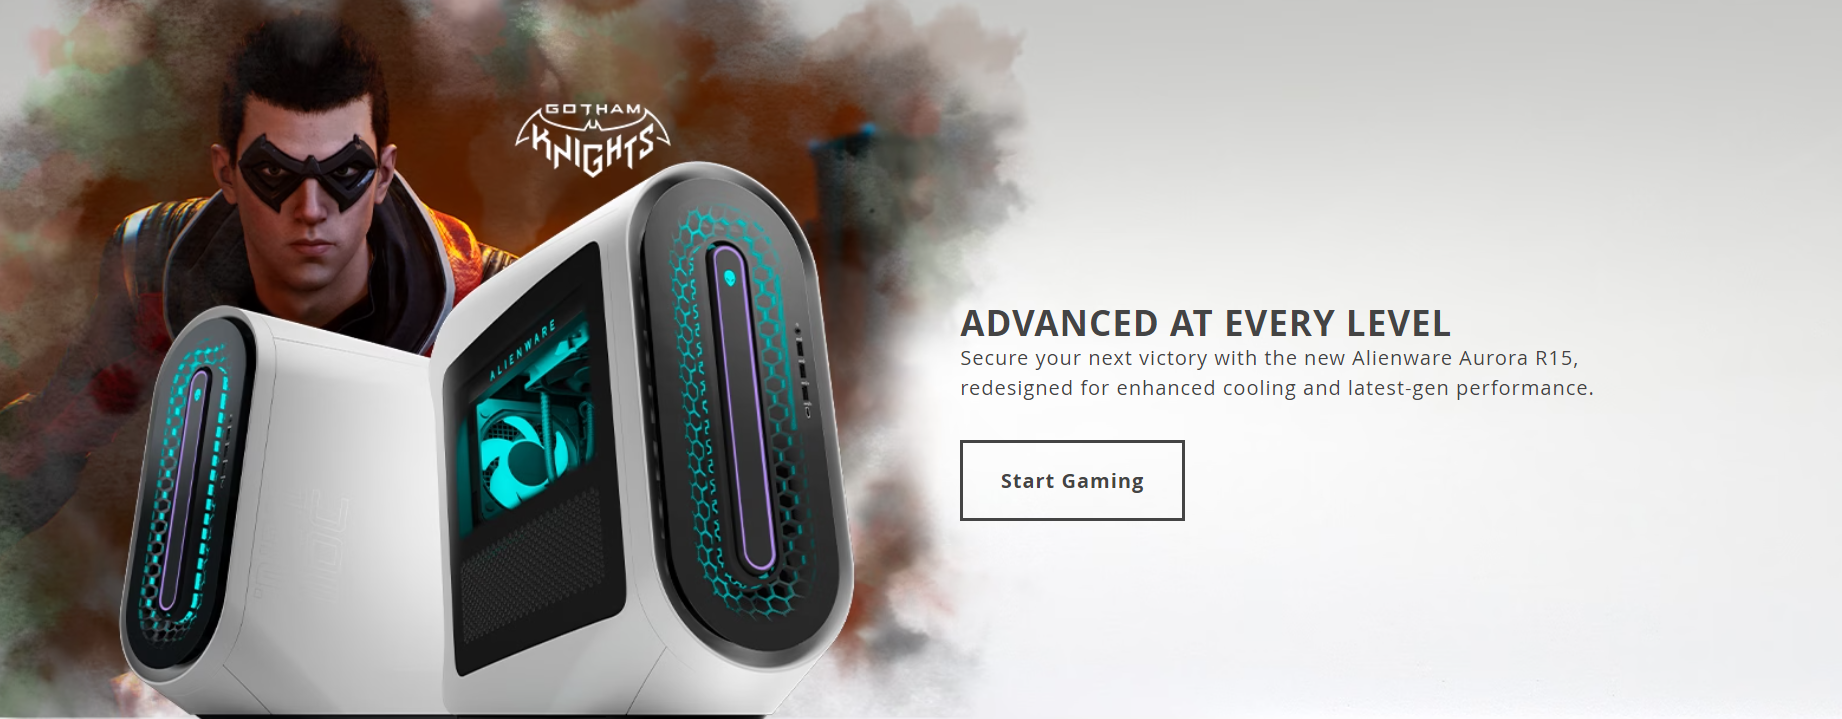 GOTHAM
KNIGHTS
ALIENWARE
ADVANCED AT EVERY LEVEL
Secure your next victory with the new Alienware Aurora R15,
redesigned for enhanced cooling and latest-gen performance.
Start Gaming